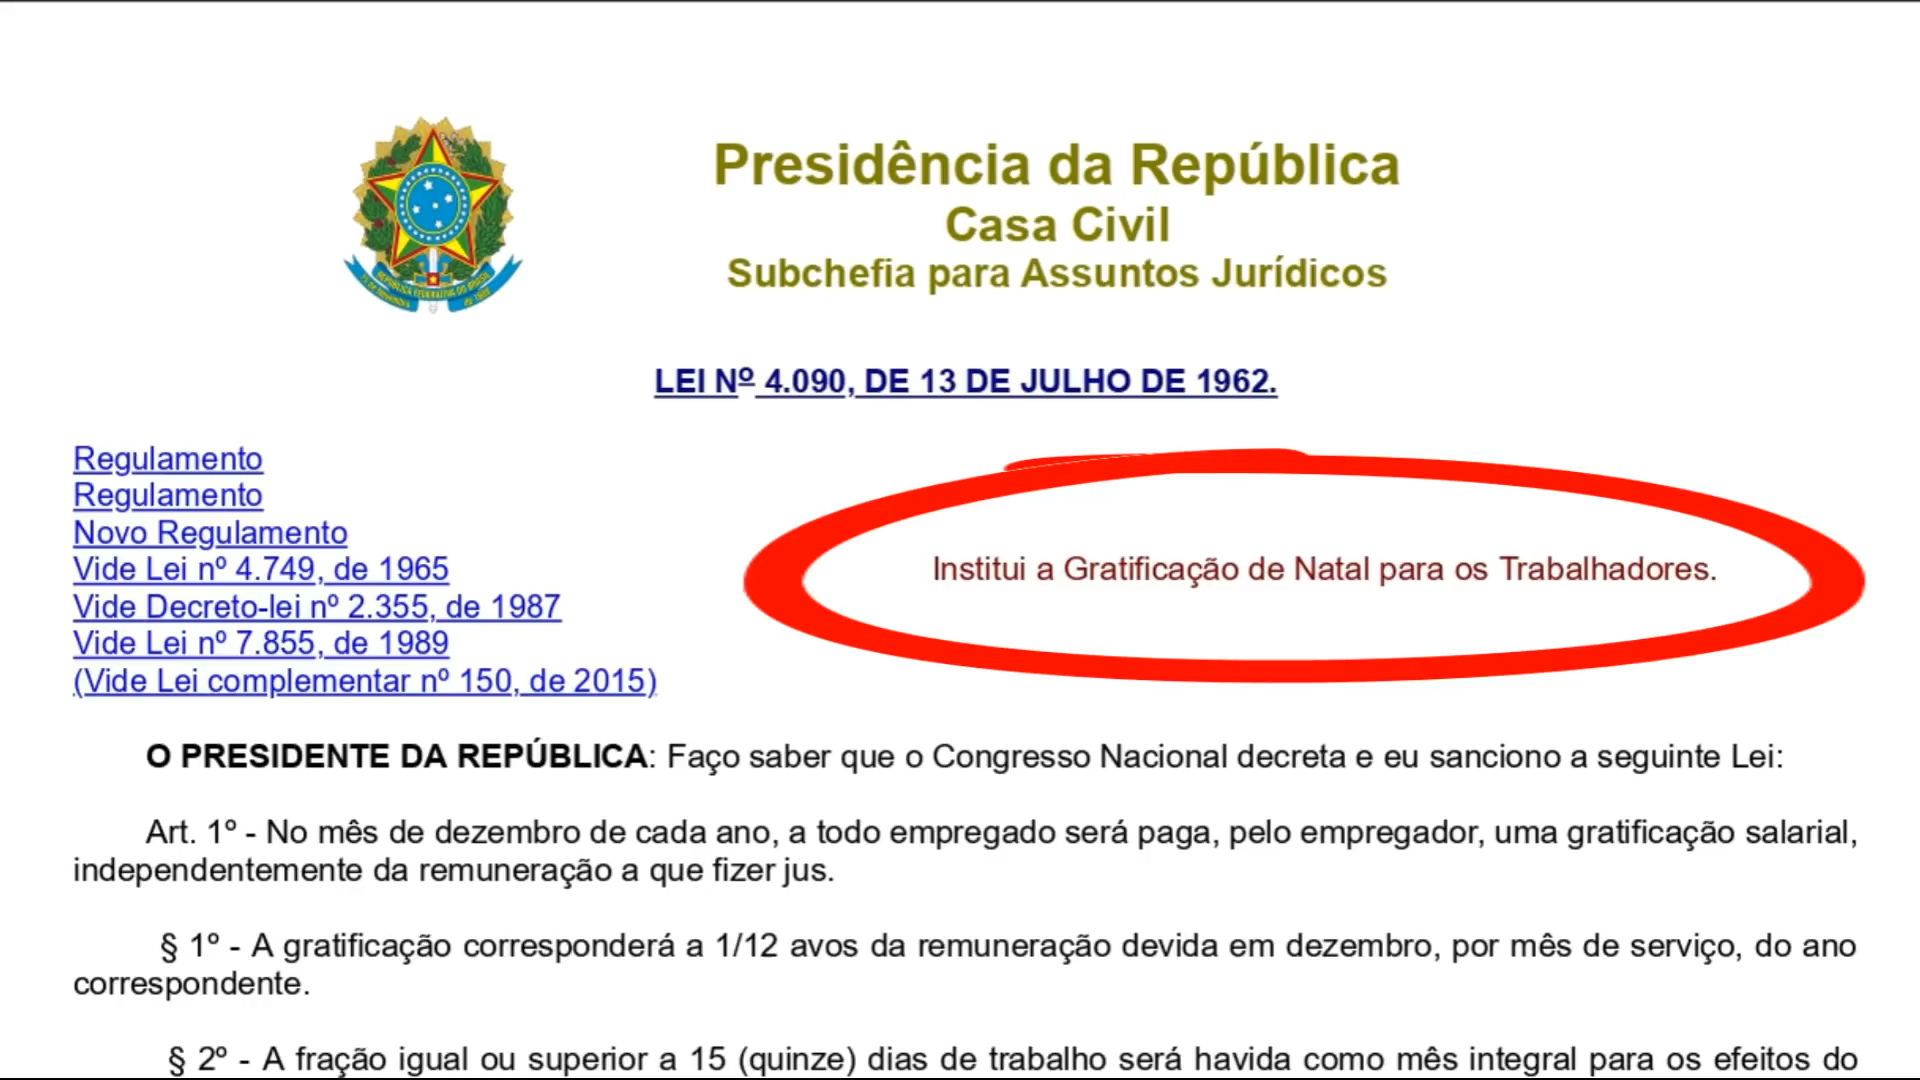 Presidência da República
Casa Civil
Subchefia para Assuntos Jurídicos
REPÚBLICA FEDERATIVA DO BRASIL
LEI Nº 4.090, DE 13 DE JULHO DE 1962.
Regulamento
Regulamento
Novo Regulamento
Vide Lei nº 4.749, de 1965
Vide Decreto-lei nº 2.355, de 1987
Vide Lei nº 7.855, de 1989
(Vide Lei complementar nº 150, de 2015)
Institui a Gratificação de Natal para os Trabalhadores.
O PRESIDENTE DA REPÚBLICA: Faço saber que o Congresso Nacional decreta e eu sanciono a seguinte Lei:
Art. 1º - No mês de dezembro de cada ano, a todo empregado será paga, pelo empregador, uma gratificação salarial,
independentemente da remuneração a que fizer jus.
§ 1º - A gratificação corresponderá a 1/12 avos da remuneração devida em dezembro, por mês de serviço, do ano
correspondente.
§ 2º - A fração igual ou superior a 15 (quinze) dias de trabalho será havida como mês integral para os efeitos do